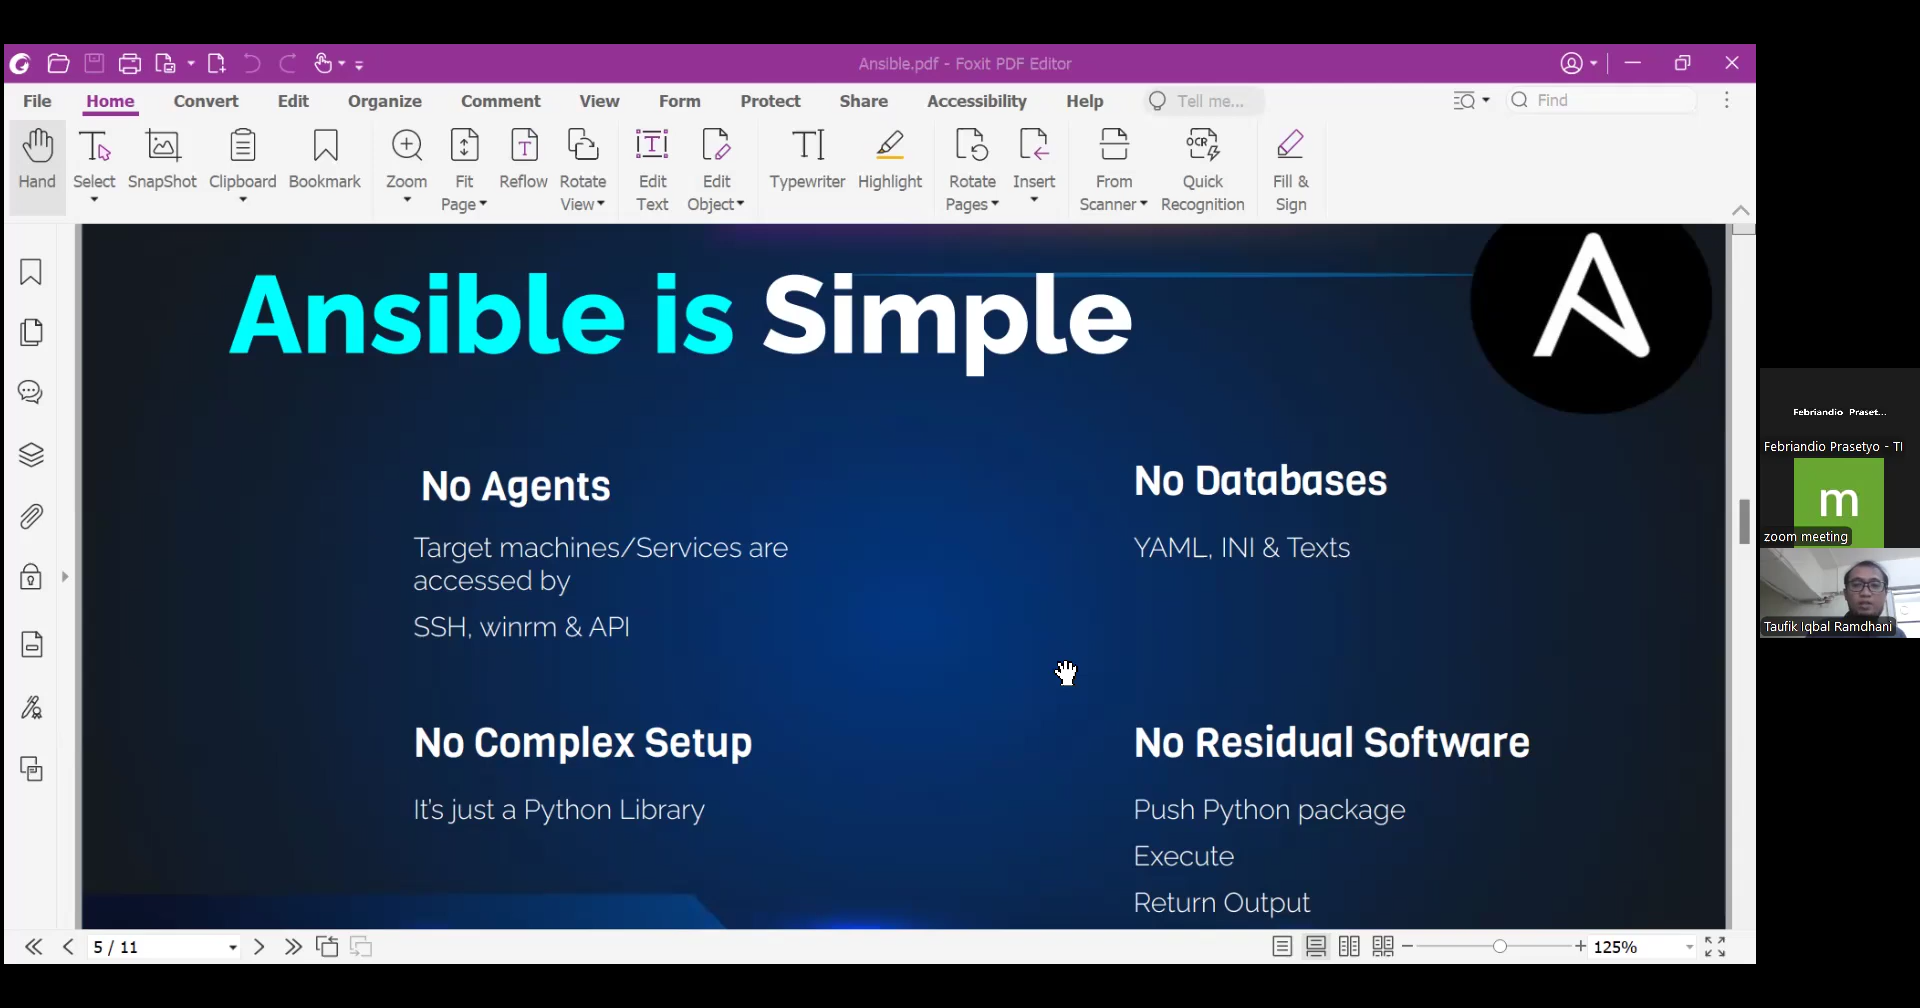 Ansible.pdf - Foxit PDF Editor
File Home Convert Edit Organize Comment View Form Protect Share Accessibility Help Tell me... Find
Hand Select SnapShot Clipboard Bookmark Zoom Fit Page Reflow Rotate View Edit Text Edit Object Typewriter Highlight Rotate Pages Insert From Scanner Quick Recognition Fill & Sign
Ansible is Simple
No Agents
Target machines/Services are
accessed by
SSH, winrm & API
No Databases
YAML, INI & Texts
No Complex Setup
It's just a Python Library
No Residual Software
Push Python package
Execute
Return Output
5 / 11
125%
Febriandio Praset...
Febriandio Prasetyo - TI
m
zoom meeting
Taufik Iqbal Ramdhani